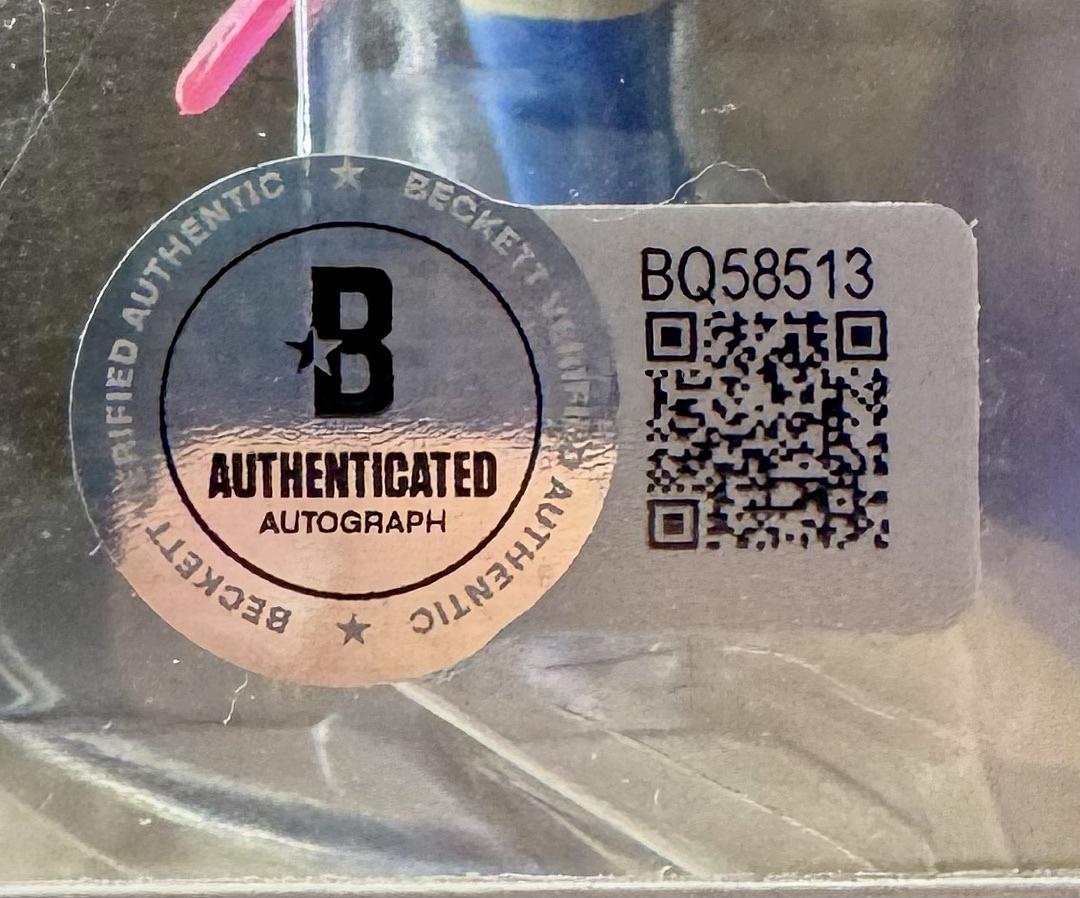 VERIFIED AUTHENTIC ★ BECKETT VERIFIED AUTHENTIC ★ BECKETT
B
AUTHENTICATED
AUTOGRAPH
BQ58513